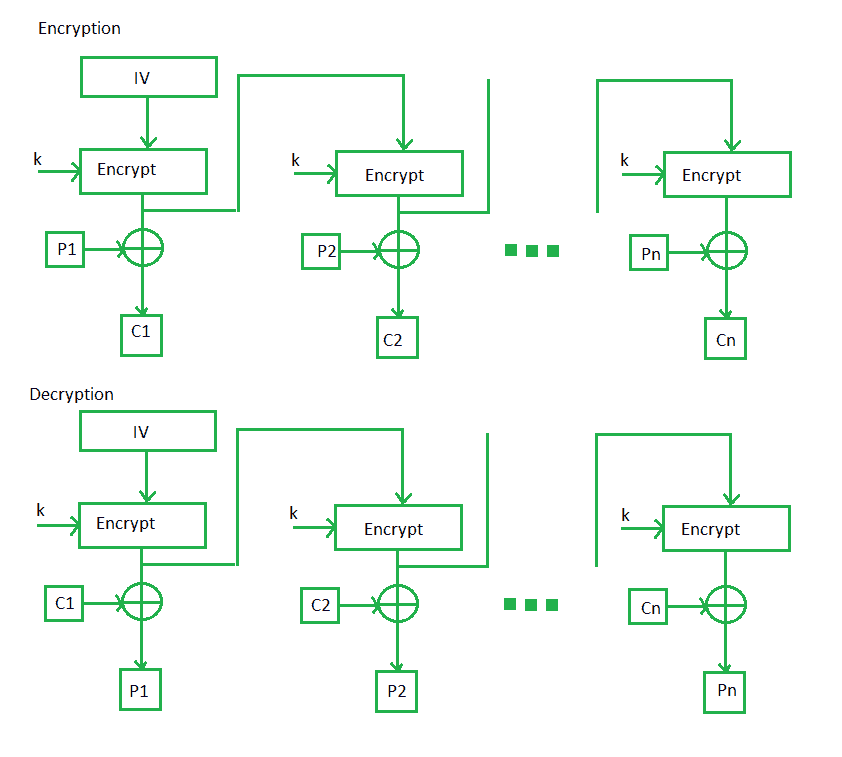 Encryption
IV
k
Encrypt
k
Encrypt
k
Encrypt
P1
P2
Pn
C1
C2
Cn
Decryption
IV
k
Encrypt
k
Encrypt
k
Encrypt
C1
C2
Cn
P1
P2
Pn